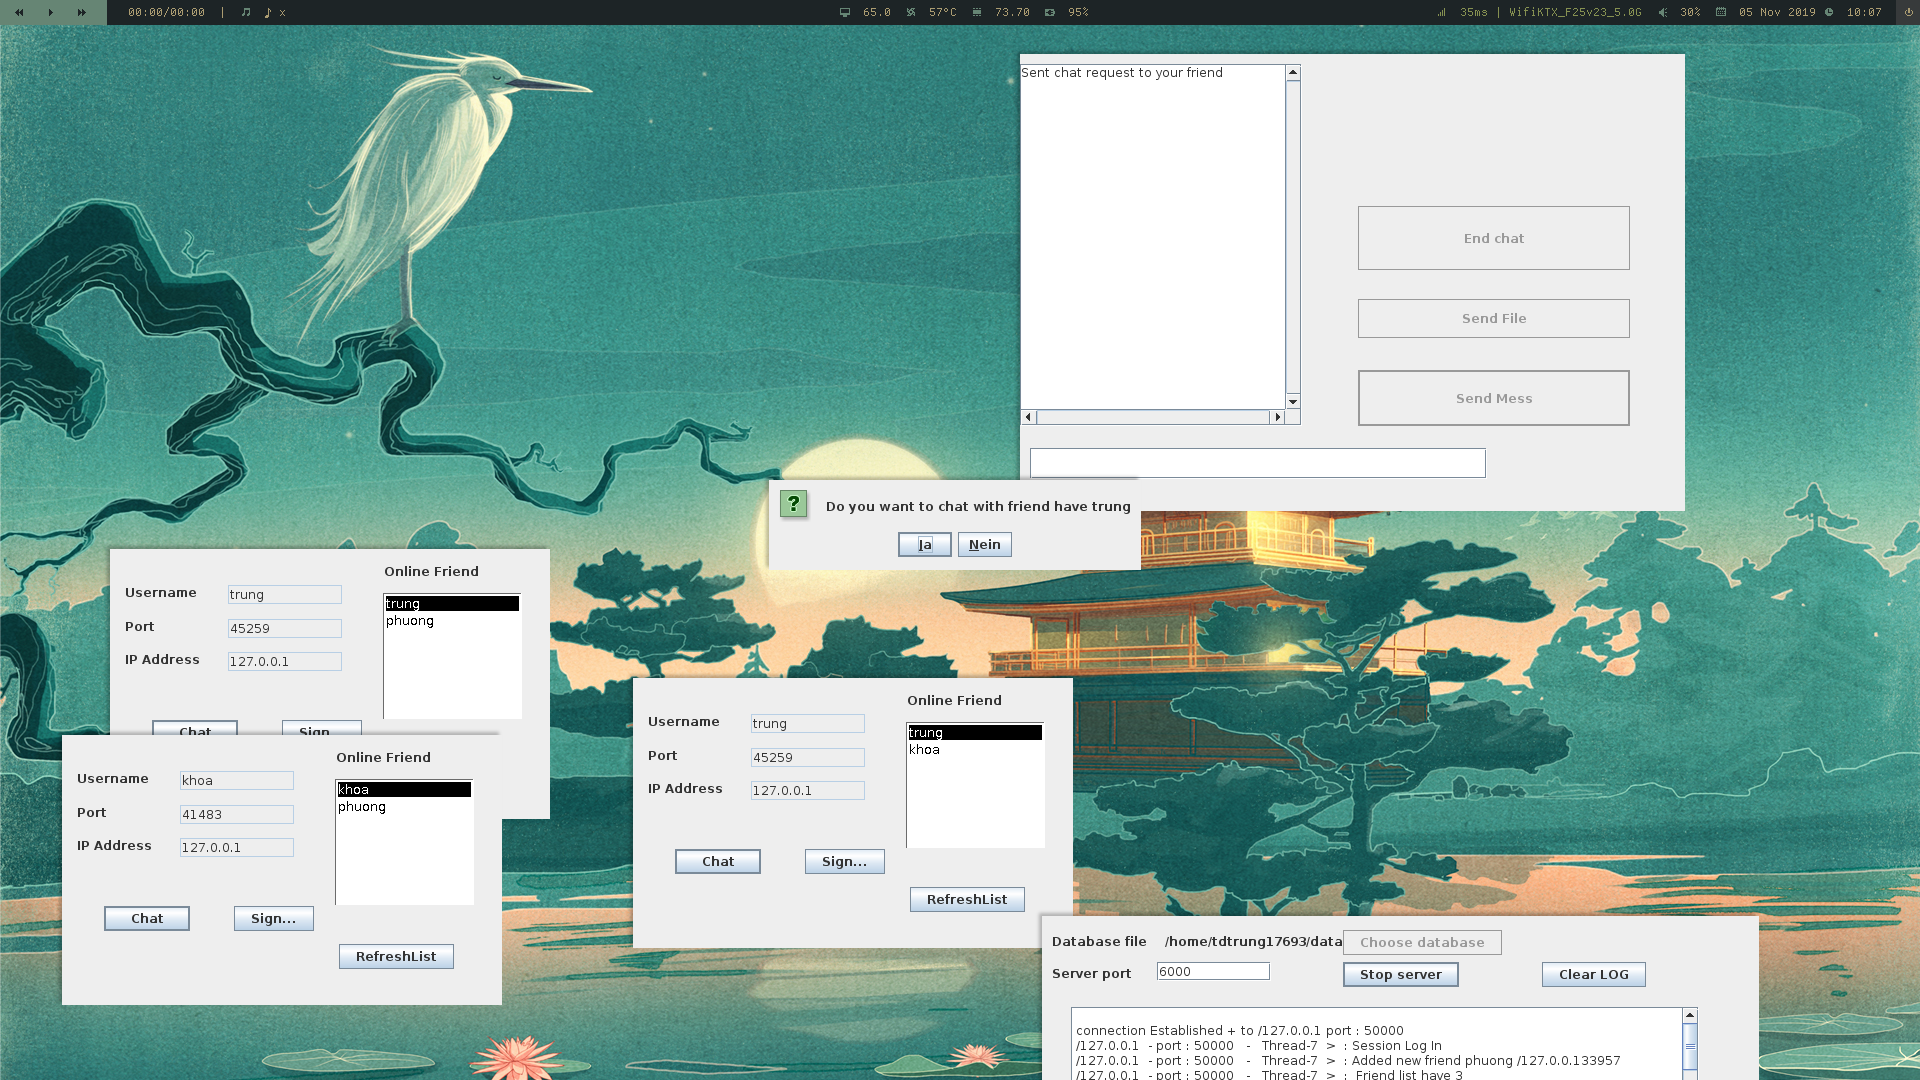 00:00/00:00 | x
65.0 57°C 73.70 95%
35ms | WifiKTX_F25v23_5.0G 30% 05 Nov 2019 10:07
Sent chat request to your friend
End chat
Send File
Send Mess
Do you want to chat with friend have trung
Ja Nein
Online Friend
Username trung
Port 45259
IP Address 127.0.0.1
trung
phuong
Chat Sign...
Online Friend
Username khoa
Port 41483
IP Address 127.0.0.1
khoa
phuong
Chat Sign...
RefreshList
Online Friend
Username trung
Port 45259
IP Address 127.0.0.1
trung
khoa
Chat Sign...
RefreshList
Database file /home/tdtrung17693/data Choose database
Server port 6000 Stop server Clear LOG
connection Established + to /127.0.0.1 port : 50000
/127.0.0.1 - port : 50000 - Thread-7 > : Session Log In
/127.0.0.1 - port : 50000 - Thread-7 > : Added new friend phuong /127.0.0.133957
/127.0.0.1 - port : 50000 - Thread-7 > : Friend list have 3